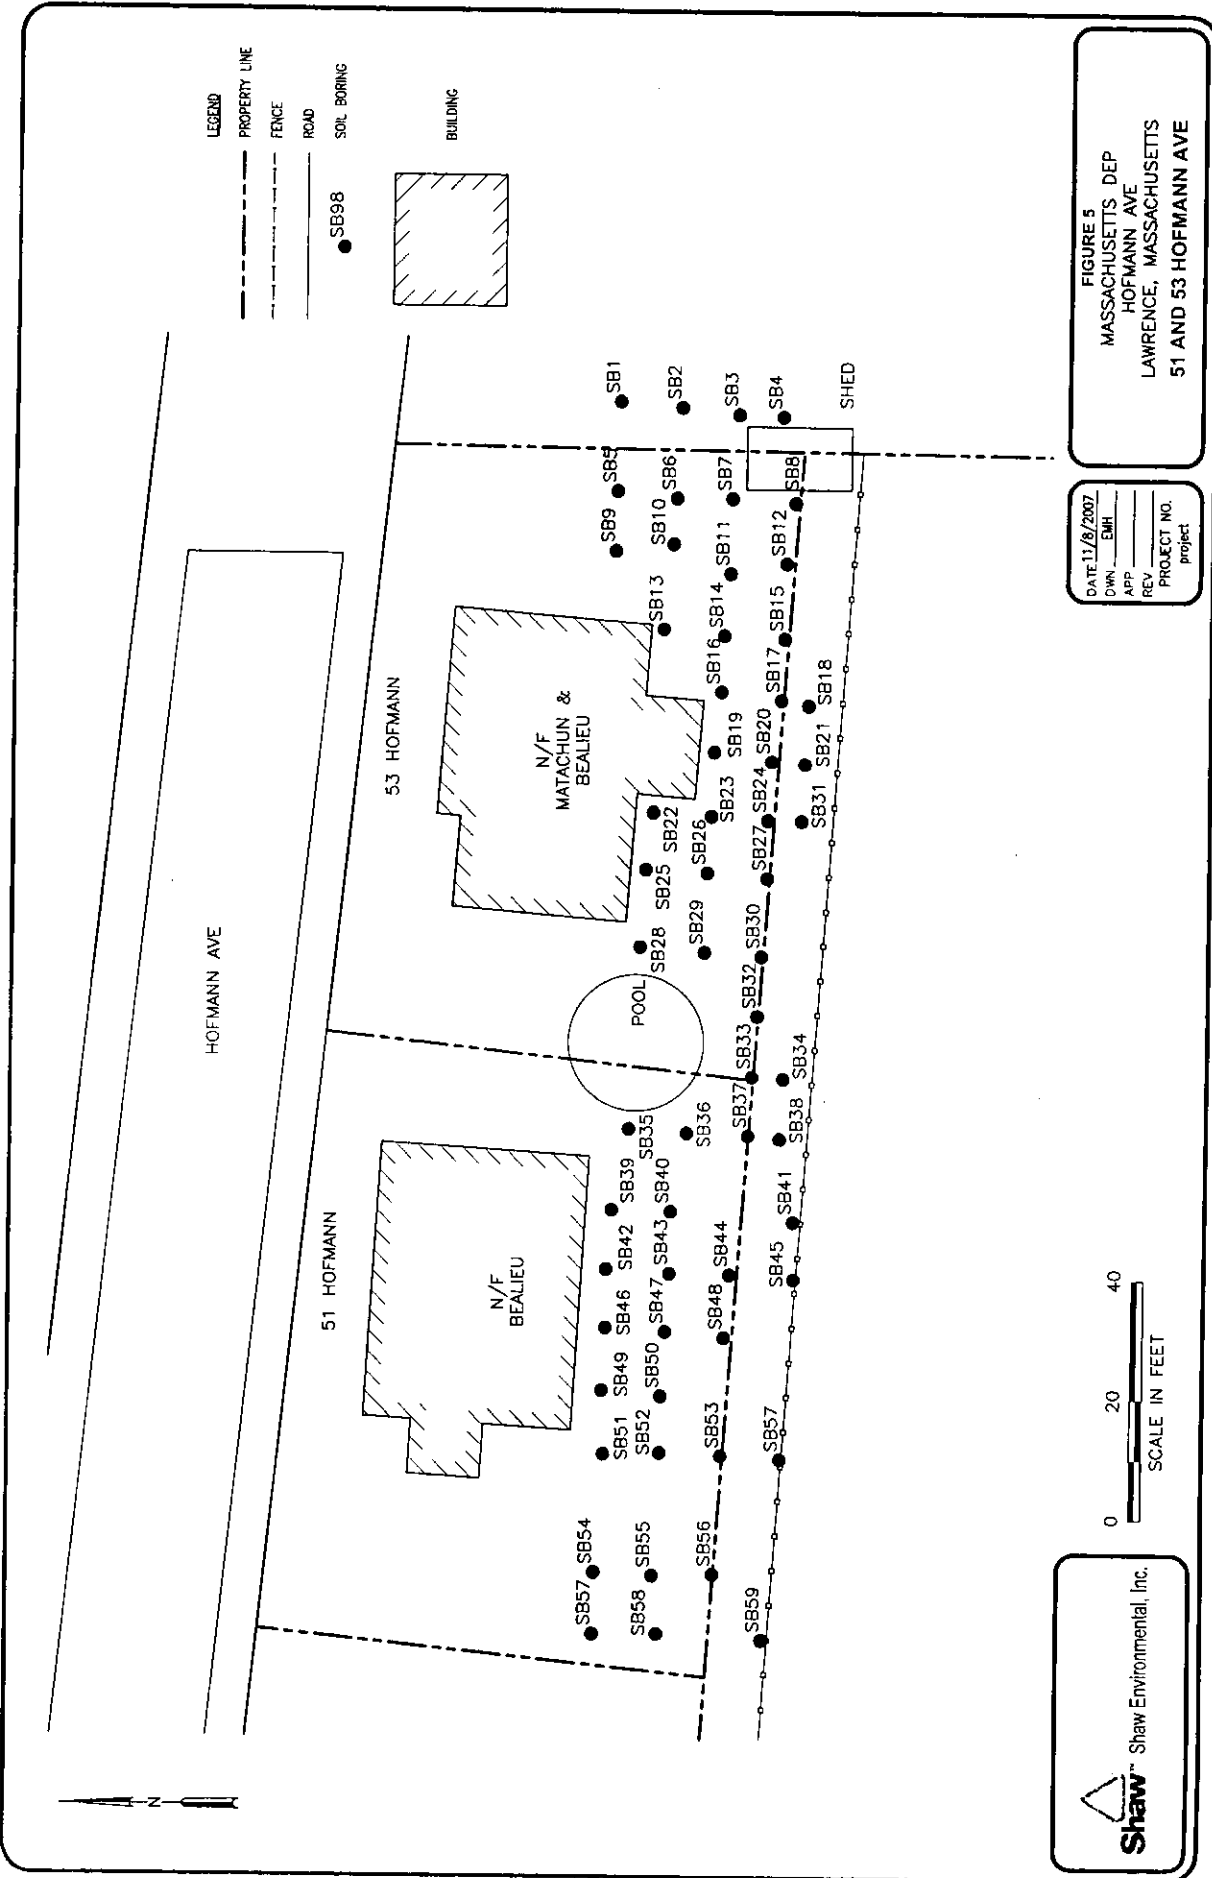 LEGEND
PROPERTY LINE
FENCE
ROAD
SOIL BORING
SB98
BUILDING
HOFMANN AVE
51 HOFMANN
53 HOFMANN
N/F
BEALIEU
N/F
MATACHUN &
BEALIEU
POOL
SHED
SB1
SB2
SB3
SB4
SB5
SB6
SB7
SB8
SB9
SB10
SB11
SB12
SB13
SB14
SB15
SB16
SB17
SB18
SB19
SB20
SB21
SB22
SB23
SB24
SB25
SB26
SB27
SB28
SB29
SB30
SB31
SB32
SB33
SB34
SB35
SB36
SB37
SB38
SB39
SB40
SB41
SB42
SB43
SB44
SB45
SB46
SB47
SB48
SB49
SB50
SB51
SB52
SB53
SB57
SB54
SB55
SB56
SB57
SB58
SB59
N
0 20 40
SCALE IN FEET
Shaw™ Shaw Environmental, Inc.
DATE 11/8/2007
DWN EMH
APP
REV
PROJECT NO.
project
FIGURE 5
MASSACHUSETTS DEP
HOFMANN AVE
LAWRENCE, MASSACHUSETTS
51 AND 53 HOFMANN AVE